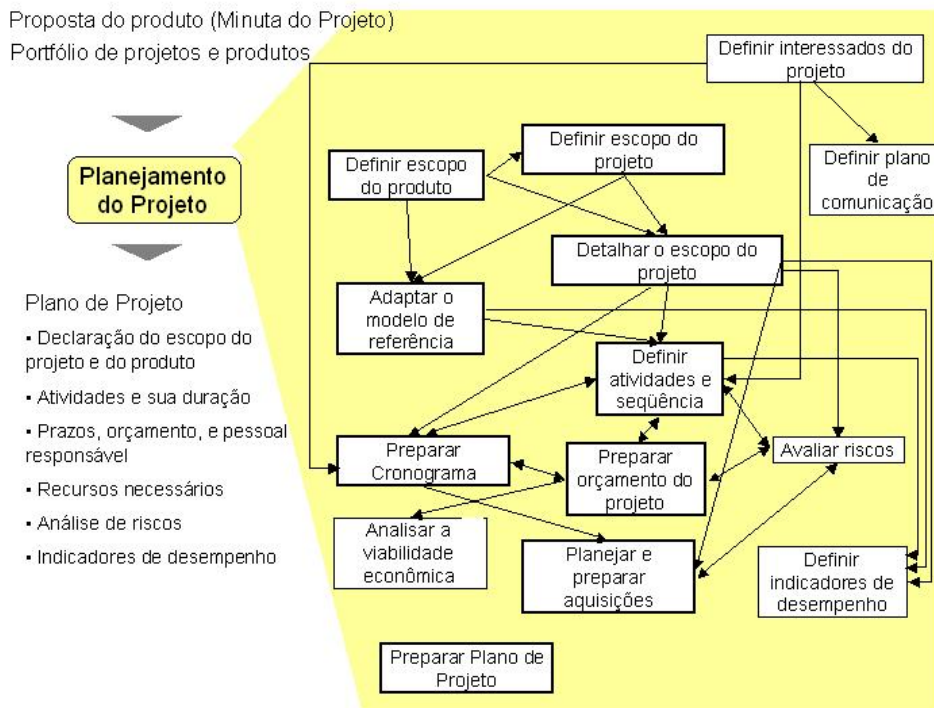 Proposta do produto (Minuta do Projeto)
Portfólio de projetos e produtos
Planejamento
do Projeto
Plano de Projeto
▪ Declaração do escopo do
projeto e do produto
▪ Atividades e sua duração
▪ Prazos, orçamento, e pessoal
responsável
▪ Recursos necessários
▪ Análise de riscos
▪ Indicadores de desempenho
Definir interessados do
projeto
Definir escopo do
projeto
Definir escopo
do produto
Definir plano
de
comunicação
Detalhar o escopo do
projeto
Adaptar o
modelo de
referência
Definir
atividades e
seqüência
Preparar
Cronograma
Preparar
orçamento do
projeto
Avaliar riscos
Analisar a
viabilidade
econômica
Planejar e
preparar
aquisições
Definir
indicadores de
desempenho
Preparar Plano de
Projeto